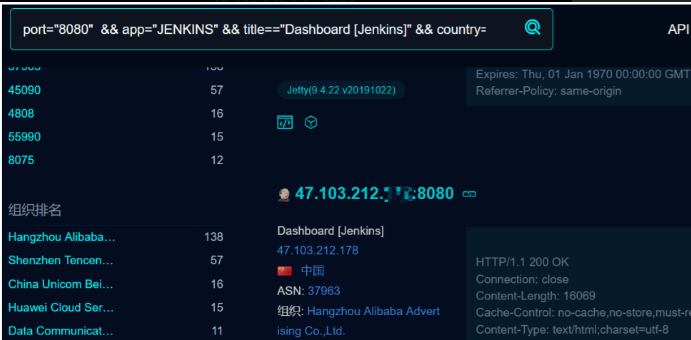 port="8080" && app="JENKINS" && title=="Dashboard [Jenkins]" && country=
API
37963 138
45090 57
4808 16
55990 15
8075 12
组织排名
Hangzhou Alibaba... 138
Shenzhen Tencen... 57
China Unicom Bei... 16
Huawei Cloud Ser... 15
Data Communicat... 11
Jetty(9.4.22 v20191022)
47.103.212. :8080
Dashboard [Jenkins]
47.103.212.178
中国
ASN: 37963
组织: Hangzhou Alibaba Advert
ising Co.,Ltd.
Expires: Thu, 01 Jan 1970 00:00:00 GMT
Referrer-Policy: same-origin
HTTP/1.1 200 OK
Connection: close
Content-Length: 16069
Cache-Control: no-cache,no-store,must-re
Content-Type: text/html;charset=utf-8